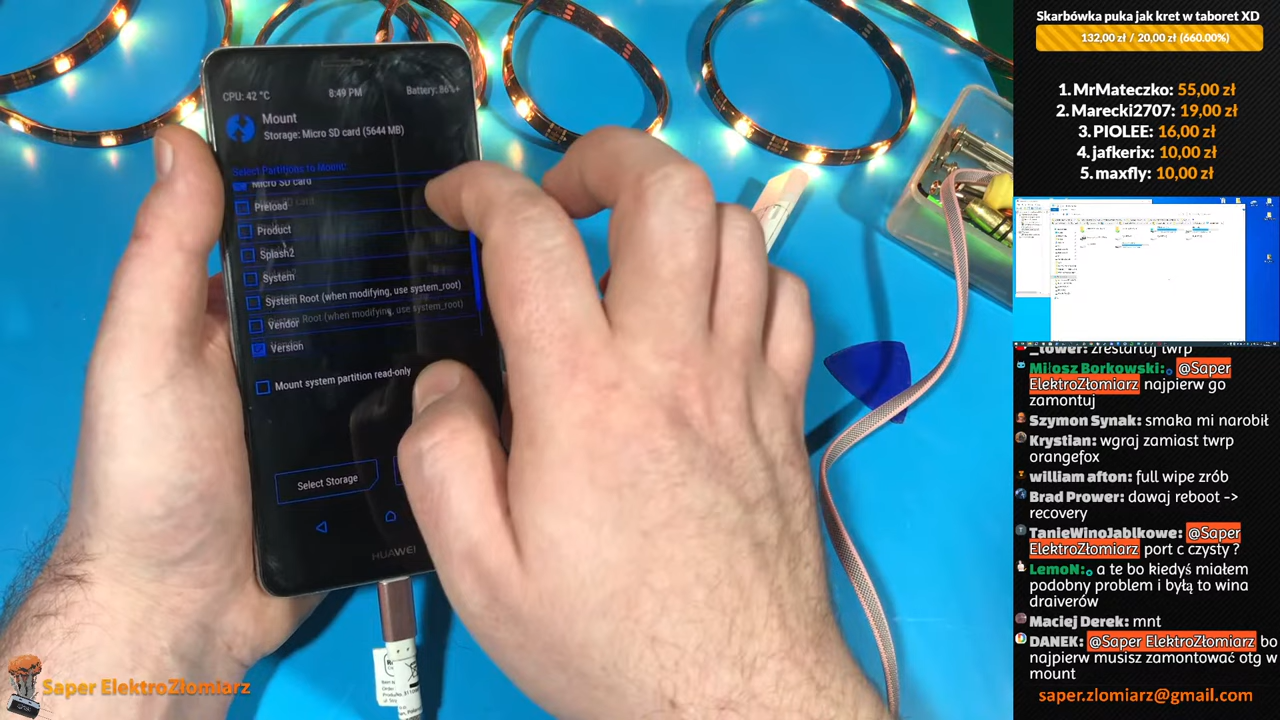 CPU: 42 °C
8:49 PM
Battery: 86%+
Mount
Storage: Micro SD card (5644 MB)
Select Partitions to Mount:
Micro SD card
Preload
Product
Splash2
System
System Root (when modifying, use system_root)
Vendor
Version
Mount system partition read-only
Select Storage
HUAWEI
Saper ElektroZłomiarz
Skarbówka puka jak kret w taboret XD
132,00 zł / 20,00 zł (660.00%)
1. MrMateczko: 55,00 zł
2. Marecki2707: 19,00 zł
3. PIOLEE: 16,00 zł
4. jafkerix: 10,00 zł
5. maxfly: 10,00 zł
_tower: zrestartuj twrp
Miłosz Borkowski: @Saper
ElektroZłomiarz najpierw go
zamontuj
Szymon Synak: smaka mi narobił
Krystian: wgraj zamiast twrp
orangefox
william afton: full wipe zrób
Brad Prower: dawaj reboot ->
recovery
TanieWinoJablkowe: @Saper
ElektroZłomiarz port c czysty ?
LemoN: a te bo kiedyś miałem
podobny problem i byłą to wina
draiverów
Maciej Derek: mnt
DANEK: @Saper ElektroZłomiarz bo
najpierw musisz zamontować otg w
mount
saper.zlomiarz@gmail.com